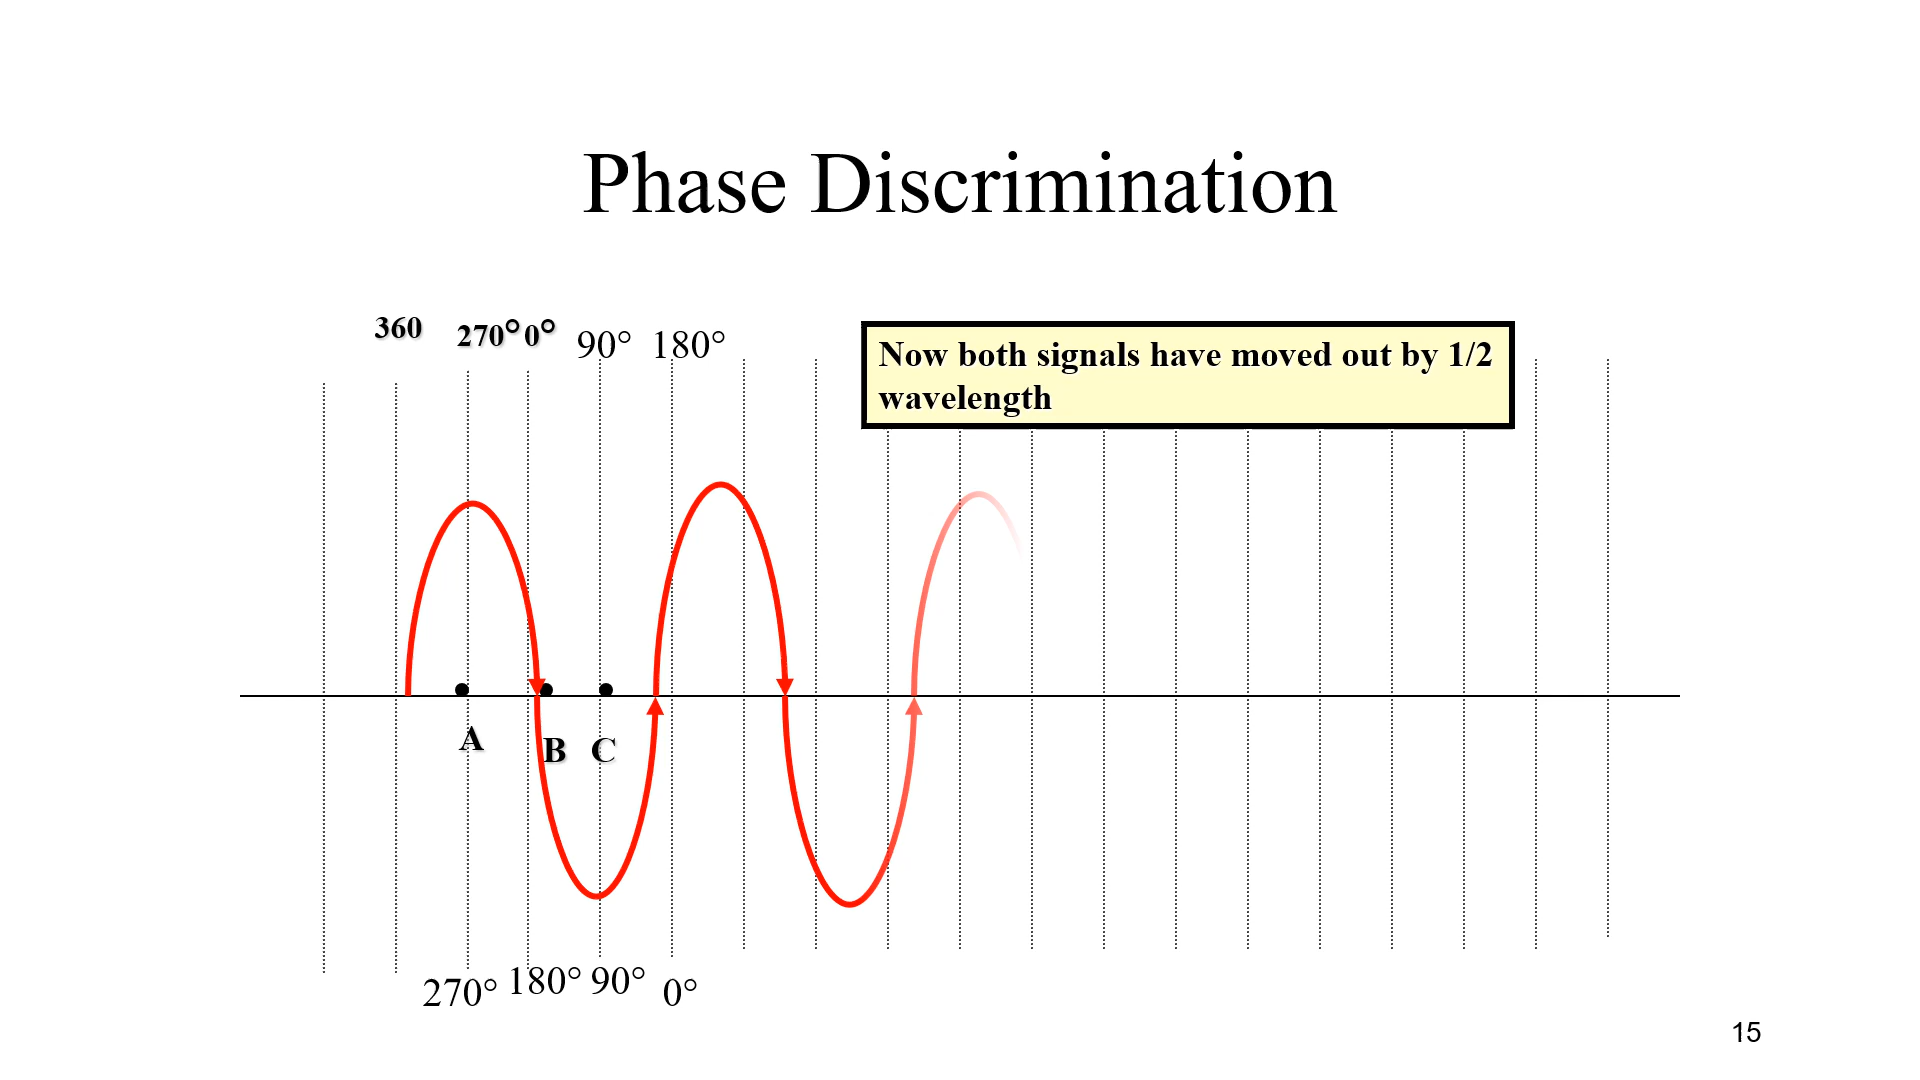 Phase Discrimination
360 270° 0° 90° 180°
Now both signals have moved out by 1/2
wavelength
A B C
270° 180° 90° 0°
15